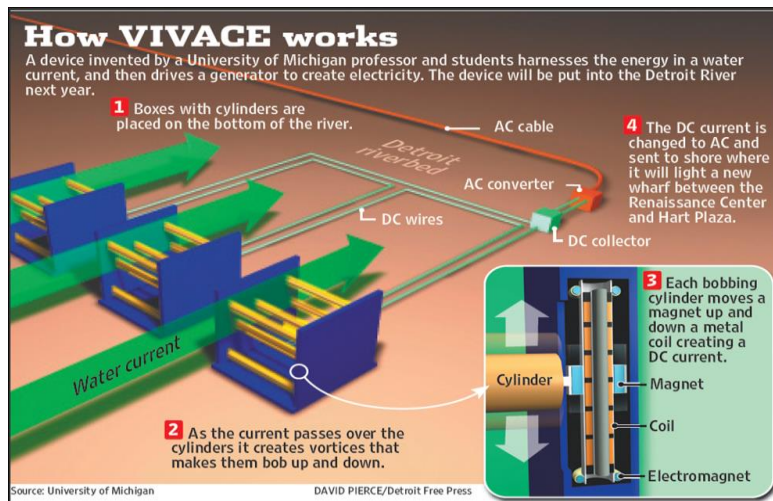 How VIVACE works
A device invented by a University of Michigan professor and students harnesses the energy in a water
current, and then drives a generator to create electricity. The device will be put into the Detroit River
next year.
1 Boxes with cylinders are
placed on the bottom of the river.
AC cable
4 The DC current is
changed to AC and
sent to shore where
it will light a new
wharf between the
Renaissance Center
and Hart Plaza.
Detroit
riverbed
AC converter
DC wires
DC collector
3 Each bobbing
cylinder moves a
magnet up and
down a metal
coil creating a
DC current.
Water current
Cylinder
Magnet
Coil
Electromagnet
2 As the current passes over the
cylinders it creates vortices that
makes them bob up and down.
Source: University of Michigan
DAVID PIERCE/Detroit Free Press